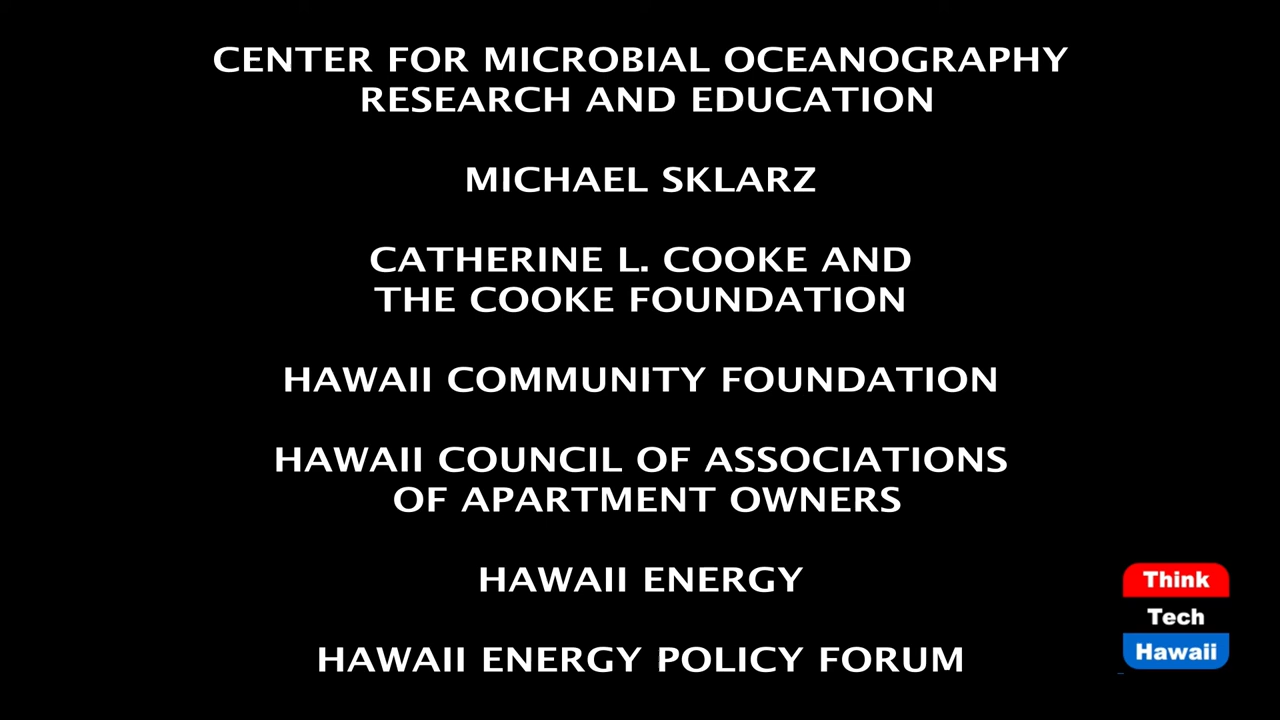 CENTER FOR MICROBIAL OCEANOGRAPHY
RESEARCH AND EDUCATION
MICHAEL SKLARZ
CATHERINE L. COOKE AND
THE COOKE FOUNDATION
HAWAII COMMUNITY FOUNDATION
HAWAII COUNCIL OF ASSOCIATIONS
OF APARTMENT OWNERS
HAWAII ENERGY
HAWAII ENERGY POLICY FORUM
Think
Tech
Hawaii